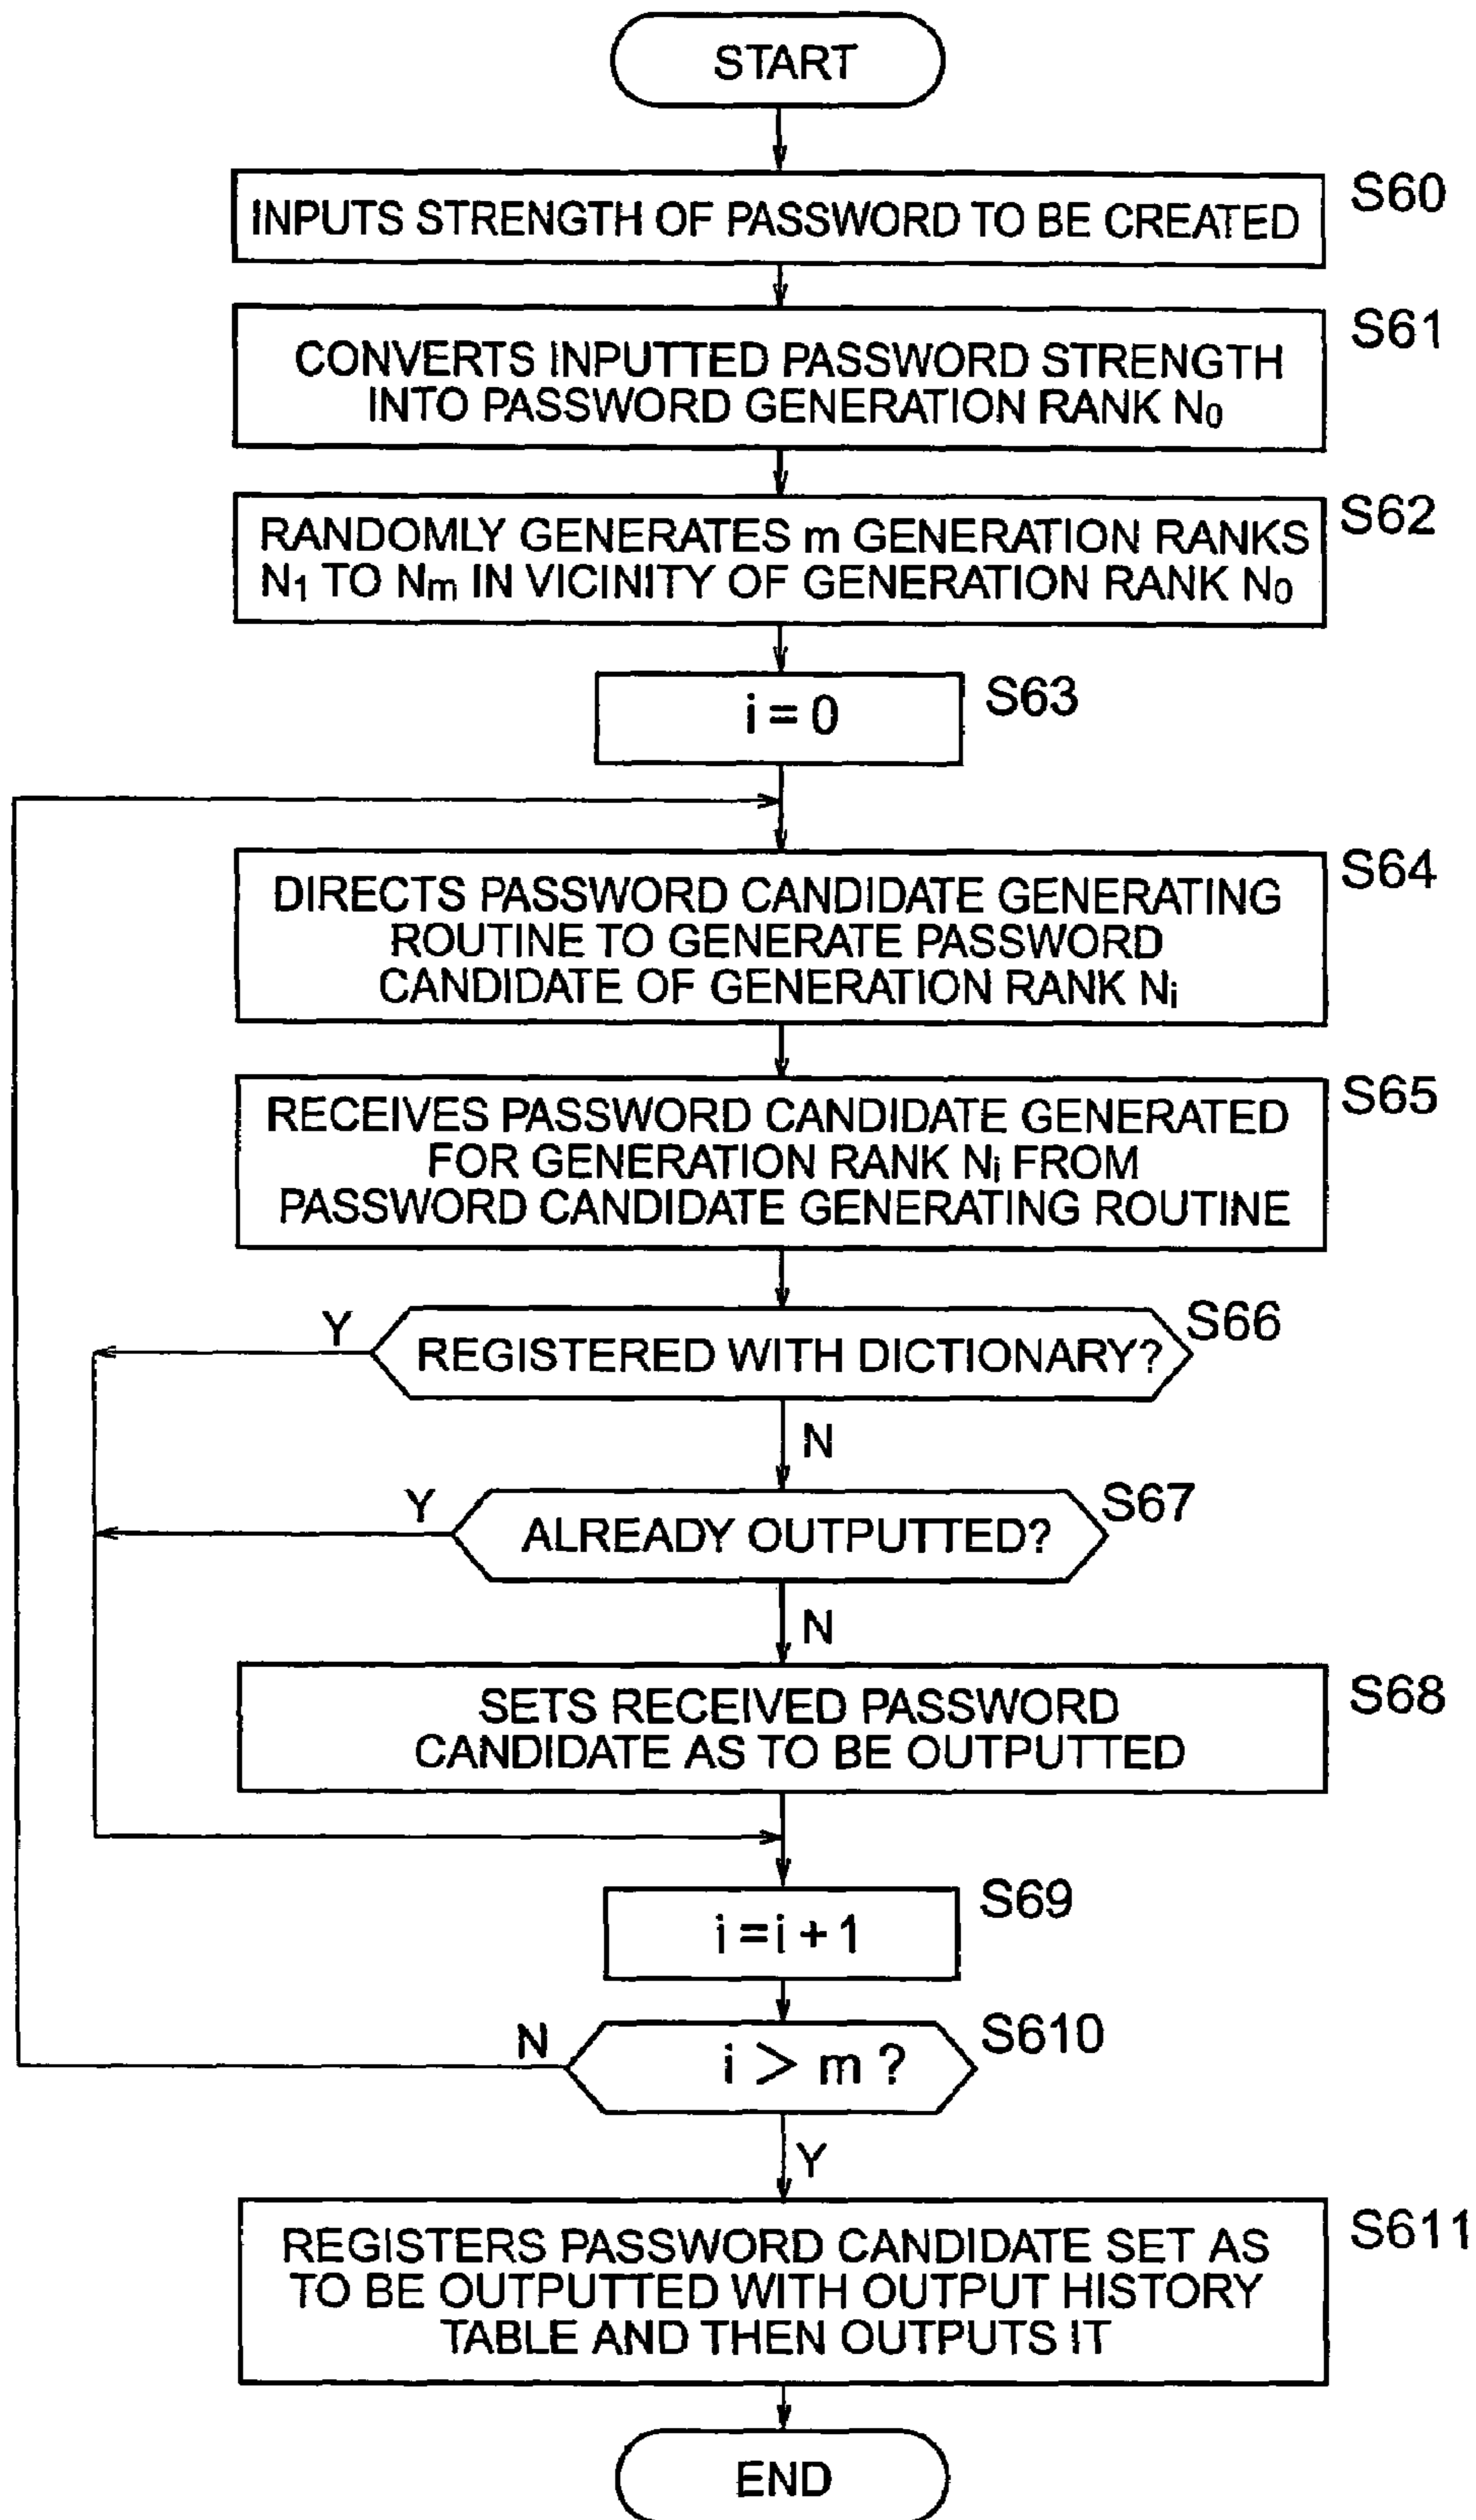 START
INPUTS STRENGTH OF PASSWORD TO BE CREATED
S60
CONVERTS INPUTTED PASSWORD STRENGTH
INTO PASSWORD GENERATION RANK N0
S61
RANDOMLY GENERATES m GENERATION RANKS
N1 TO Nm IN VICINITY OF GENERATION RANK N0
S62
i = 0
S63
DIRECTS PASSWORD CANDIDATE GENERATING
ROUTINE TO GENERATE PASSWORD
CANDIDATE OF GENERATION RANK Ni
S64
RECEIVES PASSWORD CANDIDATE GENERATED
FOR GENERATION RANK Ni FROM
PASSWORD CANDIDATE GENERATING ROUTINE
S65
Y
REGISTERED WITH DICTIONARY?
S66
N
Y
ALREADY OUTPUTTED?
S67
N
SETS RECEIVED PASSWORD
CANDIDATE AS TO BE OUTPUTTED
S68
i =i + 1
S69
N
i > m ?
S610
Y
REGISTERS PASSWORD CANDIDATE SET AS
TO BE OUTPUTTED WITH OUTPUT HISTORY
TABLE AND THEN OUTPUTS IT
S611
END